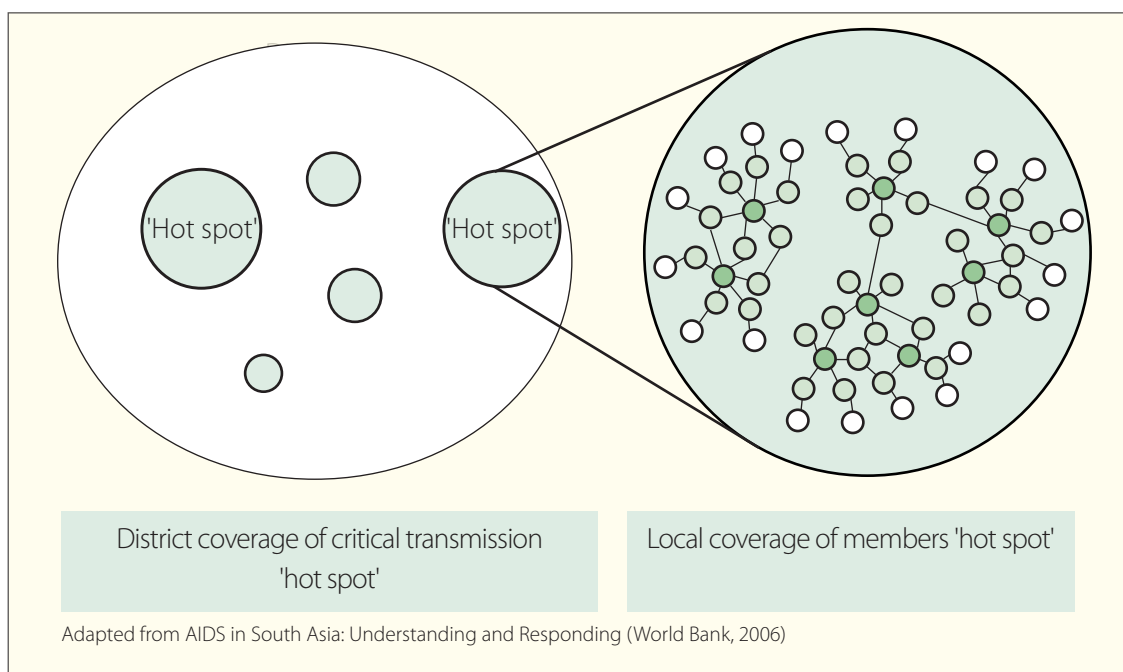 'Hot spot'
'Hot spot'
District coverage of critical transmission
'hot spot'
Local coverage of members 'hot spot'
Adapted from AIDS in South Asia: Understanding and Responding (World Bank, 2006)